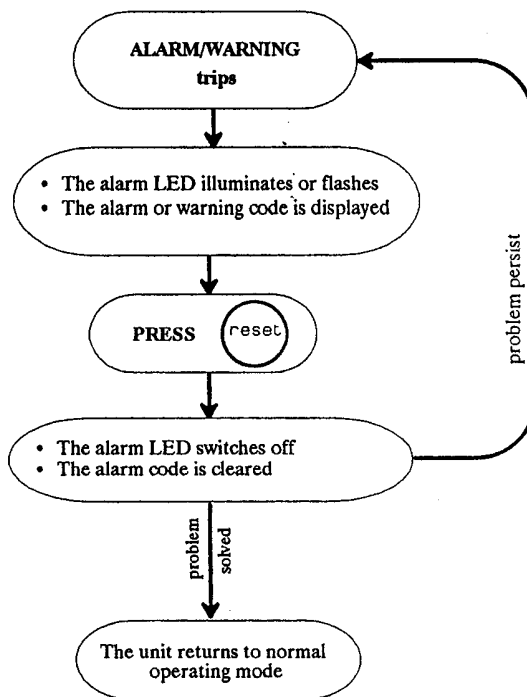 ALARM/WARNING
trips
• The alarm LED illuminates or flashes
• The alarm or warning code is displayed
PRESS reset
• The alarm LED switches off
• The alarm code is cleared
problem persist
problem
solved
The unit returns to normal
operating mode